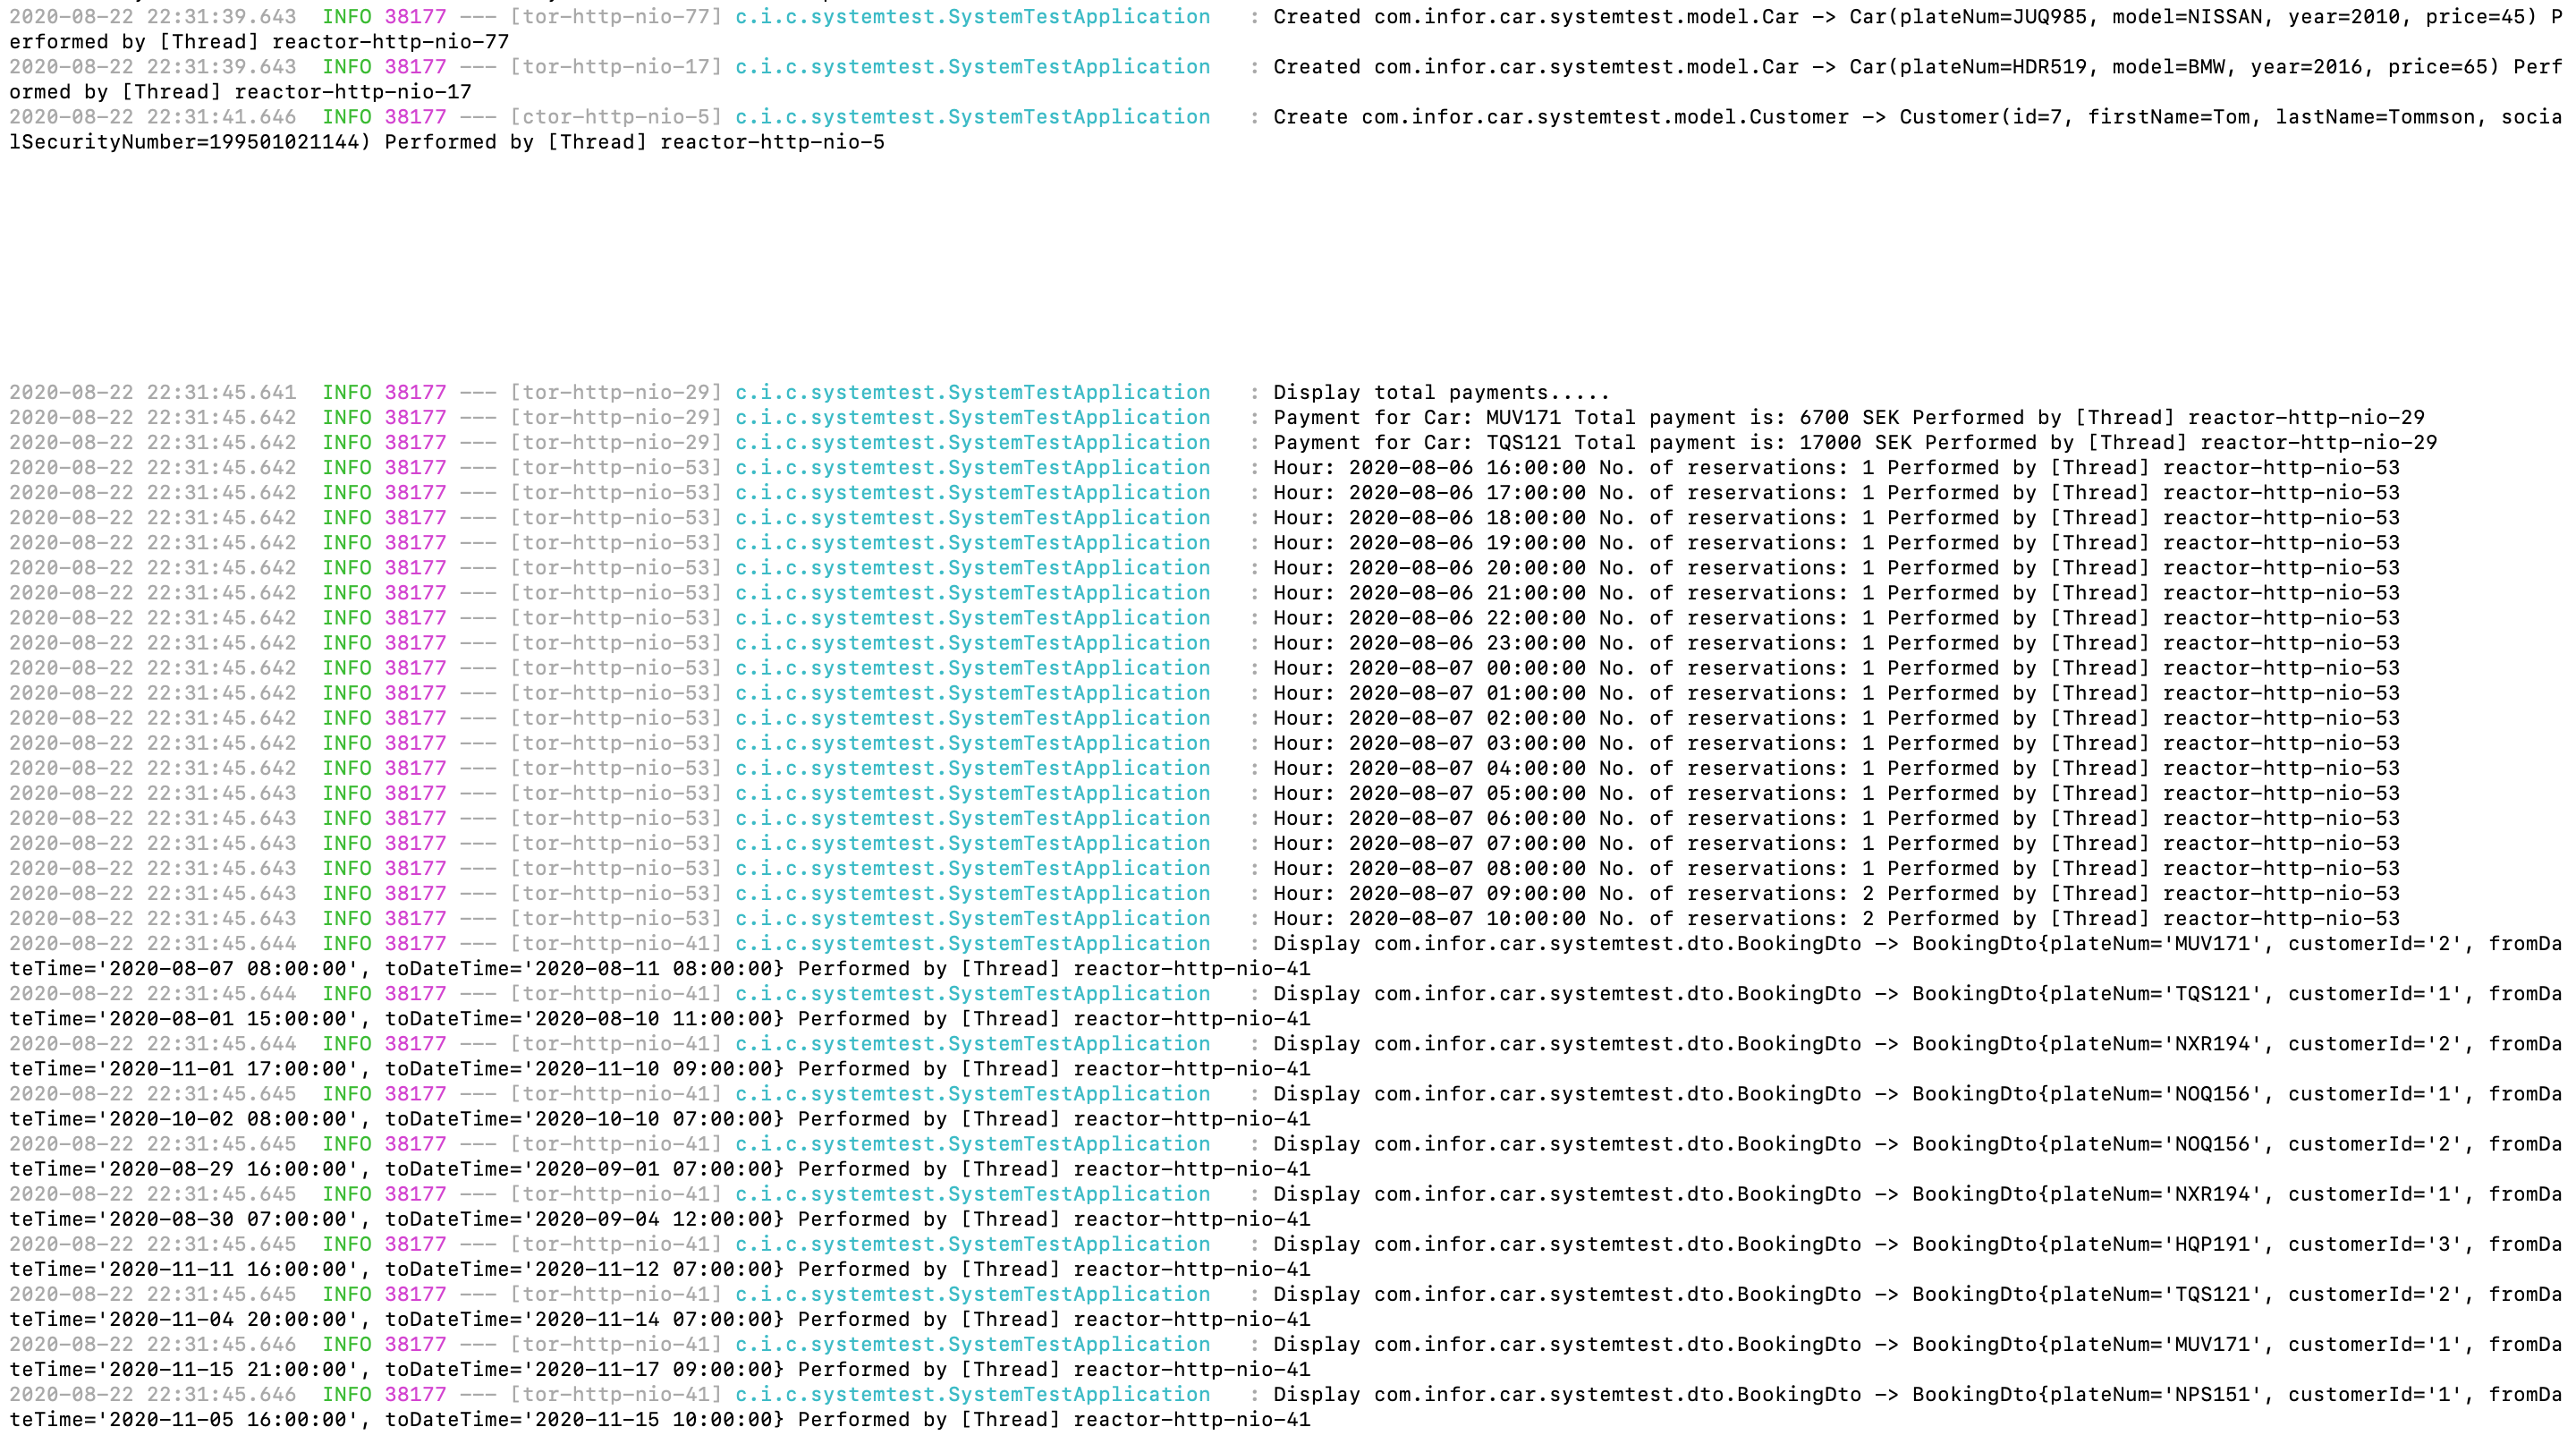 2020-08-22 22:31:39.643  INFO 38177 --- [tor-http-nio-77] c.i.c.systemtest.SystemTestApplication   : Created com.infor.car.systemtest.model.Car -> Car(plateNum=JUQ985, model=NISSAN, year=2010, price=45) P
erformed by [Thread] reactor-http-nio-77
2020-08-22 22:31:39.643  INFO 38177 --- [tor-http-nio-17] c.i.c.systemtest.SystemTestApplication   : Created com.infor.car.systemtest.model.Car -> Car(plateNum=HDR519, model=BMW, year=2016, price=65) Perf
ormed by [Thread] reactor-http-nio-17
2020-08-22 22:31:41.646  INFO 38177 --- [ctor-http-nio-5] c.i.c.systemtest.SystemTestApplication   : Create com.infor.car.systemtest.model.Customer -> Customer(id=7, firstName=Tom, lastName=Tommson, socia
lSecurityNumber=199501021144) Performed by [Thread] reactor-http-nio-5
2020-08-22 22:31:45.641  INFO 38177 --- [tor-http-nio-29] c.i.c.systemtest.SystemTestApplication   : Display total payments.....
2020-08-22 22:31:45.642  INFO 38177 --- [tor-http-nio-29] c.i.c.systemtest.SystemTestApplication   : Payment for Car: MUV171 Total payment is: 6700 SEK Performed by [Thread] reactor-http-nio-29
2020-08-22 22:31:45.642  INFO 38177 --- [tor-http-nio-29] c.i.c.systemtest.SystemTestApplication   : Payment for Car: TQS121 Total payment is: 17000 SEK Performed by [Thread] reactor-http-nio-29
2020-08-22 22:31:45.642  INFO 38177 --- [tor-http-nio-53] c.i.c.systemtest.SystemTestApplication   : Hour: 2020-08-06 16:00:00 No. of reservations: 1 Performed by [Thread] reactor-http-nio-53
2020-08-22 22:31:45.642  INFO 38177 --- [tor-http-nio-53] c.i.c.systemtest.SystemTestApplication   : Hour: 2020-08-06 17:00:00 No. of reservations: 1 Performed by [Thread] reactor-http-nio-53
2020-08-22 22:31:45.642  INFO 38177 --- [tor-http-nio-53] c.i.c.systemtest.SystemTestApplication   : Hour: 2020-08-06 18:00:00 No. of reservations: 1 Performed by [Thread] reactor-http-nio-53
2020-08-22 22:31:45.642  INFO 38177 --- [tor-http-nio-53] c.i.c.systemtest.SystemTestApplication   : Hour: 2020-08-06 19:00:00 No. of reservations: 1 Performed by [Thread] reactor-http-nio-53
2020-08-22 22:31:45.642  INFO 38177 --- [tor-http-nio-53] c.i.c.systemtest.SystemTestApplication   : Hour: 2020-08-06 20:00:00 No. of reservations: 1 Performed by [Thread] reactor-http-nio-53
2020-08-22 22:31:45.642  INFO 38177 --- [tor-http-nio-53] c.i.c.systemtest.SystemTestApplication   : Hour: 2020-08-06 21:00:00 No. of reservations: 1 Performed by [Thread] reactor-http-nio-53
2020-08-22 22:31:45.642  INFO 38177 --- [tor-http-nio-53] c.i.c.systemtest.SystemTestApplication   : Hour: 2020-08-06 22:00:00 No. of reservations: 1 Performed by [Thread] reactor-http-nio-53
2020-08-22 22:31:45.642  INFO 38177 --- [tor-http-nio-53] c.i.c.systemtest.SystemTestApplication   : Hour: 2020-08-06 23:00:00 No. of reservations: 1 Performed by [Thread] reactor-http-nio-53
2020-08-22 22:31:45.642  INFO 38177 --- [tor-http-nio-53] c.i.c.systemtest.SystemTestApplication   : Hour: 2020-08-07 00:00:00 No. of reservations: 1 Performed by [Thread] reactor-http-nio-53
2020-08-22 22:31:45.642  INFO 38177 --- [tor-http-nio-53] c.i.c.systemtest.SystemTestApplication   : Hour: 2020-08-07 01:00:00 No. of reservations: 1 Performed by [Thread] reactor-http-nio-53
2020-08-22 22:31:45.642  INFO 38177 --- [tor-http-nio-53] c.i.c.systemtest.SystemTestApplication   : Hour: 2020-08-07 02:00:00 No. of reservations: 1 Performed by [Thread] reactor-http-nio-53
2020-08-22 22:31:45.642  INFO 38177 --- [tor-http-nio-53] c.i.c.systemtest.SystemTestApplication   : Hour: 2020-08-07 03:00:00 No. of reservations: 1 Performed by [Thread] reactor-http-nio-53
2020-08-22 22:31:45.642  INFO 38177 --- [tor-http-nio-53] c.i.c.systemtest.SystemTestApplication   : Hour: 2020-08-07 04:00:00 No. of reservations: 1 Performed by [Thread] reactor-http-nio-53
2020-08-22 22:31:45.643  INFO 38177 --- [tor-http-nio-53] c.i.c.systemtest.SystemTestApplication   : Hour: 2020-08-07 05:00:00 No. of reservations: 1 Performed by [Thread] reactor-http-nio-53
2020-08-22 22:31:45.643  INFO 38177 --- [tor-http-nio-53] c.i.c.systemtest.SystemTestApplication   : Hour: 2020-08-07 06:00:00 No. of reservations: 1 Performed by [Thread] reactor-http-nio-53
2020-08-22 22:31:45.643  INFO 38177 --- [tor-http-nio-53] c.i.c.systemtest.SystemTestApplication   : Hour: 2020-08-07 07:00:00 No. of reservations: 1 Performed by [Thread] reactor-http-nio-53
2020-08-22 22:31:45.643  INFO 38177 --- [tor-http-nio-53] c.i.c.systemtest.SystemTestApplication   : Hour: 2020-08-07 08:00:00 No. of reservations: 1 Performed by [Thread] reactor-http-nio-53
2020-08-22 22:31:45.643  INFO 38177 --- [tor-http-nio-53] c.i.c.systemtest.SystemTestApplication   : Hour: 2020-08-07 09:00:00 No. of reservations: 2 Performed by [Thread] reactor-http-nio-53
2020-08-22 22:31:45.643  INFO 38177 --- [tor-http-nio-53] c.i.c.systemtest.SystemTestApplication   : Hour: 2020-08-07 10:00:00 No. of reservations: 2 Performed by [Thread] reactor-http-nio-53
2020-08-22 22:31:45.644  INFO 38177 --- [tor-http-nio-41] c.i.c.systemtest.SystemTestApplication   : Display com.infor.car.systemtest.dto.BookingDto -> BookingDto{plateNum='MUV171', customerId='2', fromDa
teTime='2020-08-07 08:00:00', toDateTime='2020-08-11 08:00:00} Performed by [Thread] reactor-http-nio-41
2020-08-22 22:31:45.644  INFO 38177 --- [tor-http-nio-41] c.i.c.systemtest.SystemTestApplication   : Display com.infor.car.systemtest.dto.BookingDto -> BookingDto{plateNum='TQS121', customerId='1', fromDa
teTime='2020-08-01 15:00:00', toDateTime='2020-08-10 11:00:00} Performed by [Thread] reactor-http-nio-41
2020-08-22 22:31:45.644  INFO 38177 --- [tor-http-nio-41] c.i.c.systemtest.SystemTestApplication   : Display com.infor.car.systemtest.dto.BookingDto -> BookingDto{plateNum='NXR194', customerId='2', fromDa
teTime='2020-11-01 17:00:00', toDateTime='2020-11-10 09:00:00} Performed by [Thread] reactor-http-nio-41
2020-08-22 22:31:45.645  INFO 38177 --- [tor-http-nio-41] c.i.c.systemtest.SystemTestApplication   : Display com.infor.car.systemtest.dto.BookingDto -> BookingDto{plateNum='NOQ156', customerId='1', fromDa
teTime='2020-10-02 08:00:00', toDateTime='2020-10-10 07:00:00} Performed by [Thread] reactor-http-nio-41
2020-08-22 22:31:45.645  INFO 38177 --- [tor-http-nio-41] c.i.c.systemtest.SystemTestApplication   : Display com.infor.car.systemtest.dto.BookingDto -> BookingDto{plateNum='NOQ156', customerId='2', fromDa
teTime='2020-08-29 16:00:00', toDateTime='2020-09-01 07:00:00} Performed by [Thread] reactor-http-nio-41
2020-08-22 22:31:45.645  INFO 38177 --- [tor-http-nio-41] c.i.c.systemtest.SystemTestApplication   : Display com.infor.car.systemtest.dto.BookingDto -> BookingDto{plateNum='NXR194', customerId='1', fromDa
teTime='2020-08-30 07:00:00', toDateTime='2020-09-04 12:00:00} Performed by [Thread] reactor-http-nio-41
2020-08-22 22:31:45.645  INFO 38177 --- [tor-http-nio-41] c.i.c.systemtest.SystemTestApplication   : Display com.infor.car.systemtest.dto.BookingDto -> BookingDto{plateNum='HQP191', customerId='3', fromDa
teTime='2020-11-11 16:00:00', toDateTime='2020-11-12 07:00:00} Performed by [Thread] reactor-http-nio-41
2020-08-22 22:31:45.645  INFO 38177 --- [tor-http-nio-41] c.i.c.systemtest.SystemTestApplication   : Display com.infor.car.systemtest.dto.BookingDto -> BookingDto{plateNum='TQS121', customerId='2', fromDa
teTime='2020-11-04 20:00:00', toDateTime='2020-11-14 07:00:00} Performed by [Thread] reactor-http-nio-41
2020-08-22 22:31:45.646  INFO 38177 --- [tor-http-nio-41] c.i.c.systemtest.SystemTestApplication   : Display com.infor.car.systemtest.dto.BookingDto -> BookingDto{plateNum='MUV171', customerId='1', fromDa
teTime='2020-11-15 21:00:00', toDateTime='2020-11-17 09:00:00} Performed by [Thread] reactor-http-nio-41
2020-08-22 22:31:45.646  INFO 38177 --- [tor-http-nio-41] c.i.c.systemtest.SystemTestApplication   : Display com.infor.car.systemtest.dto.BookingDto -> BookingDto{plateNum='NPS151', customerId='1', fromDa
teTime='2020-11-05 16:00:00', toDateTime='2020-11-15 10:00:00} Performed by [Thread] reactor-http-nio-41